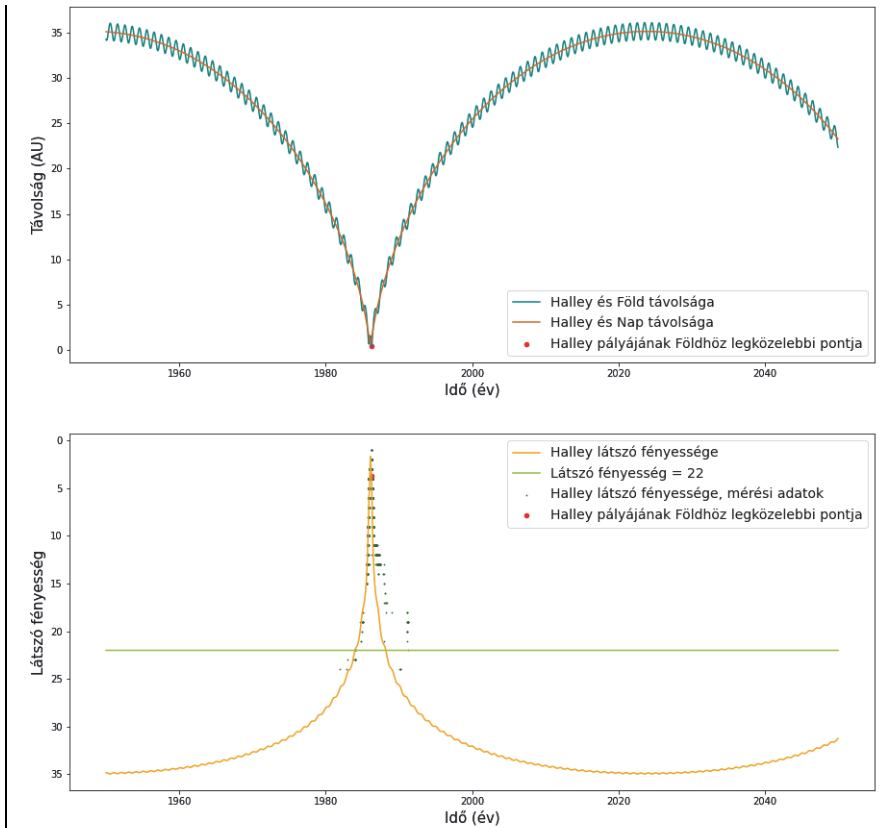 35
30
25
20
15
10
5
0
Távolság (AU)
Halley és Föld távolsága
Halley és Nap távolsága
Halley pályájának Földhöz legközelebbi pontja
1960 1980 2000 2020 2040
Idő (év)
0
5
10
15
20
25
30
35
Látszó fényesség
Halley látszó fényessége
Látszó fényesség = 22
Halley látszó fényessége, mérési adatok
Halley pályájának Földhöz legközelebbi pontja
1960 1980 2000 2020 2040
Idő (év)